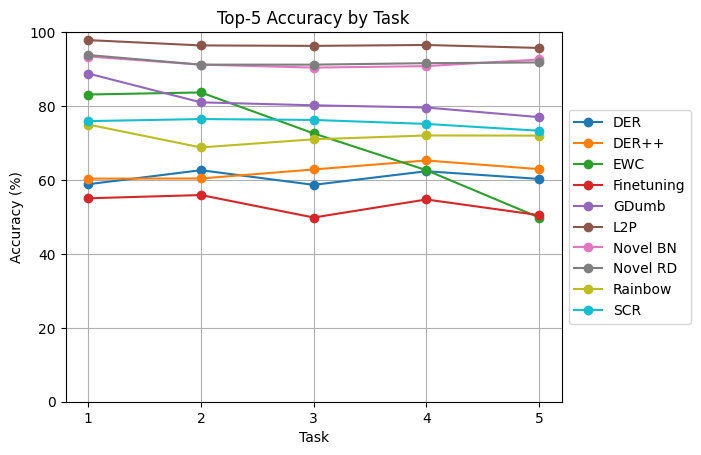 Top-5 Accuracy by Task
100
80
60
40
20
0
Accuracy (%)
1 2 3 4 5
Task
DER
DER++
EWC
Finetuning
GDumb
L2P
Novel BN
Novel RD
Rainbow
SCR